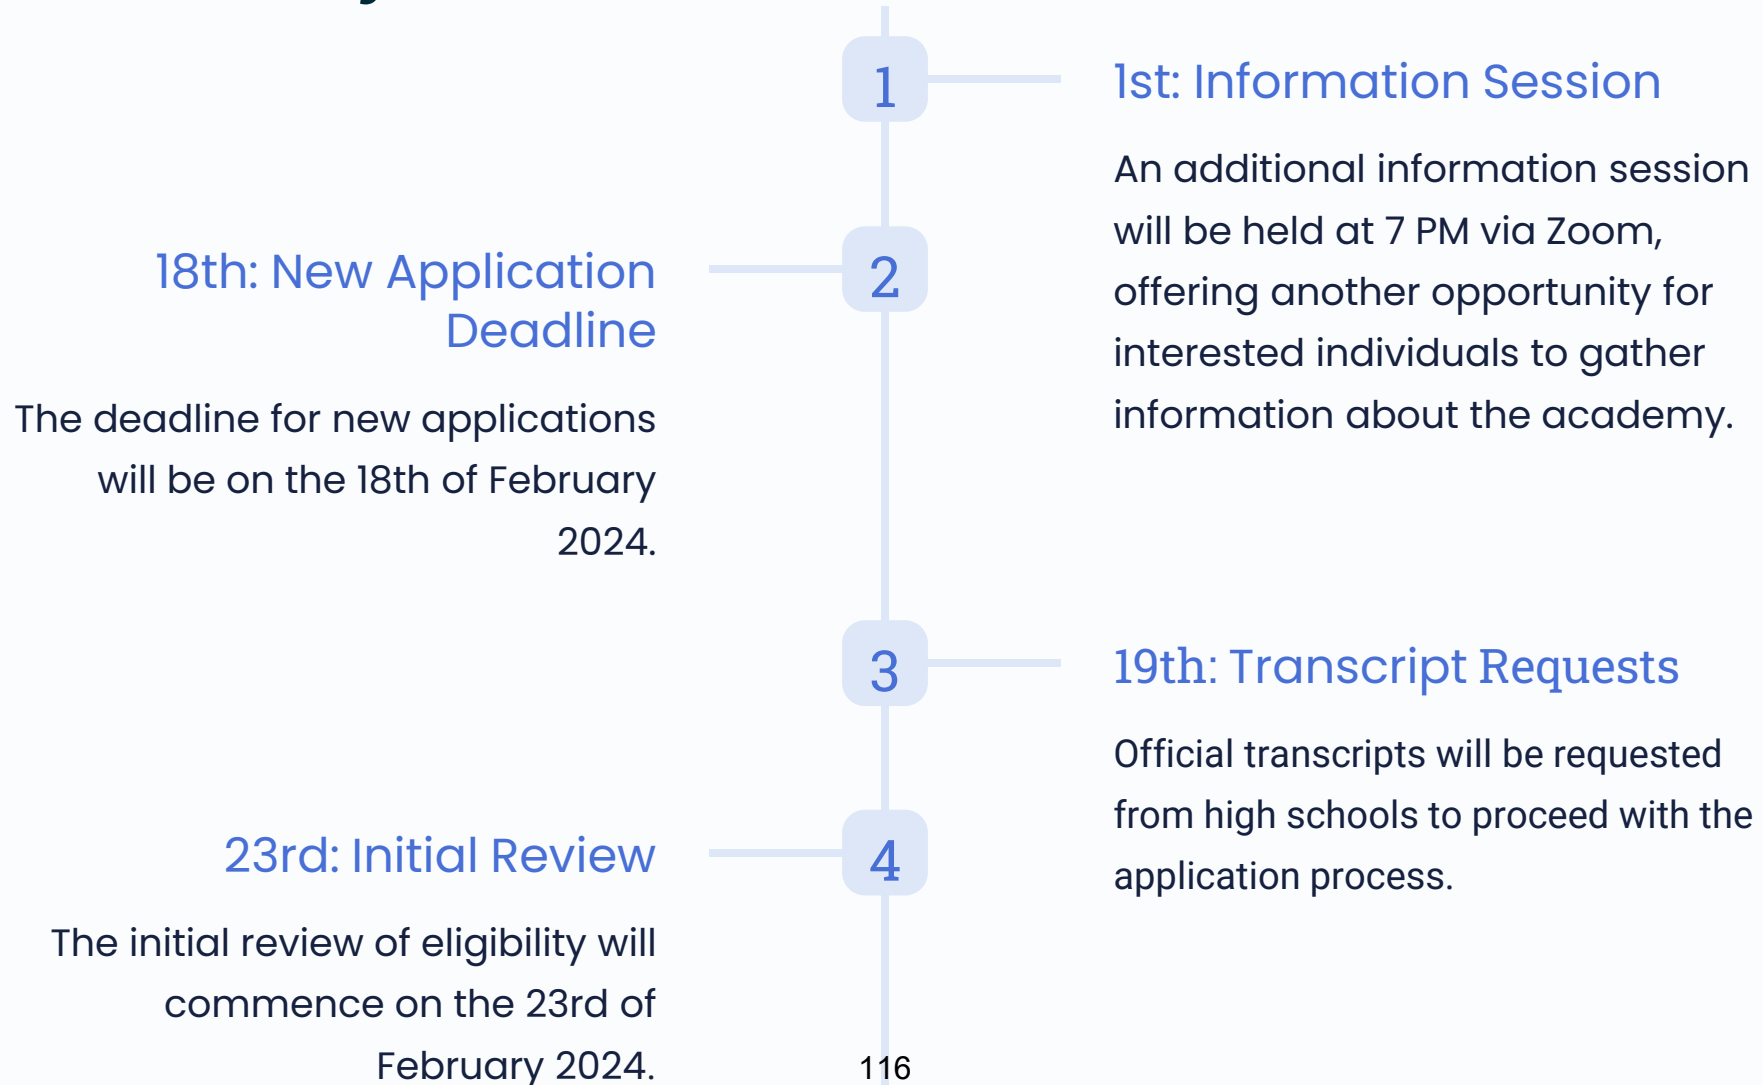 1
1st: Information Session
An additional information session
will be held at 7 PM via Zoom,
offering another opportunity for
interested individuals to gather
information about the academy.
2
18th: New Application
Deadline
The deadline for new applications
will be on the 18th of February
2024.
3
19th: Transcript Requests
Official transcripts will be requested
from high schools to proceed with the
application process.
4
23rd: Initial Review
The initial review of eligibility will
commence on the 23rd of
February 2024.
116